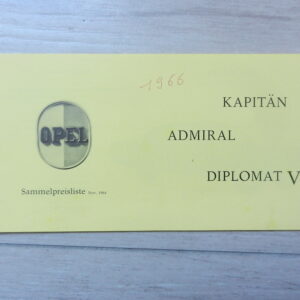 1966
OPEL
KAPITÄN
ADMIRAL
DIPLOMAT V
Sammelpreisliste